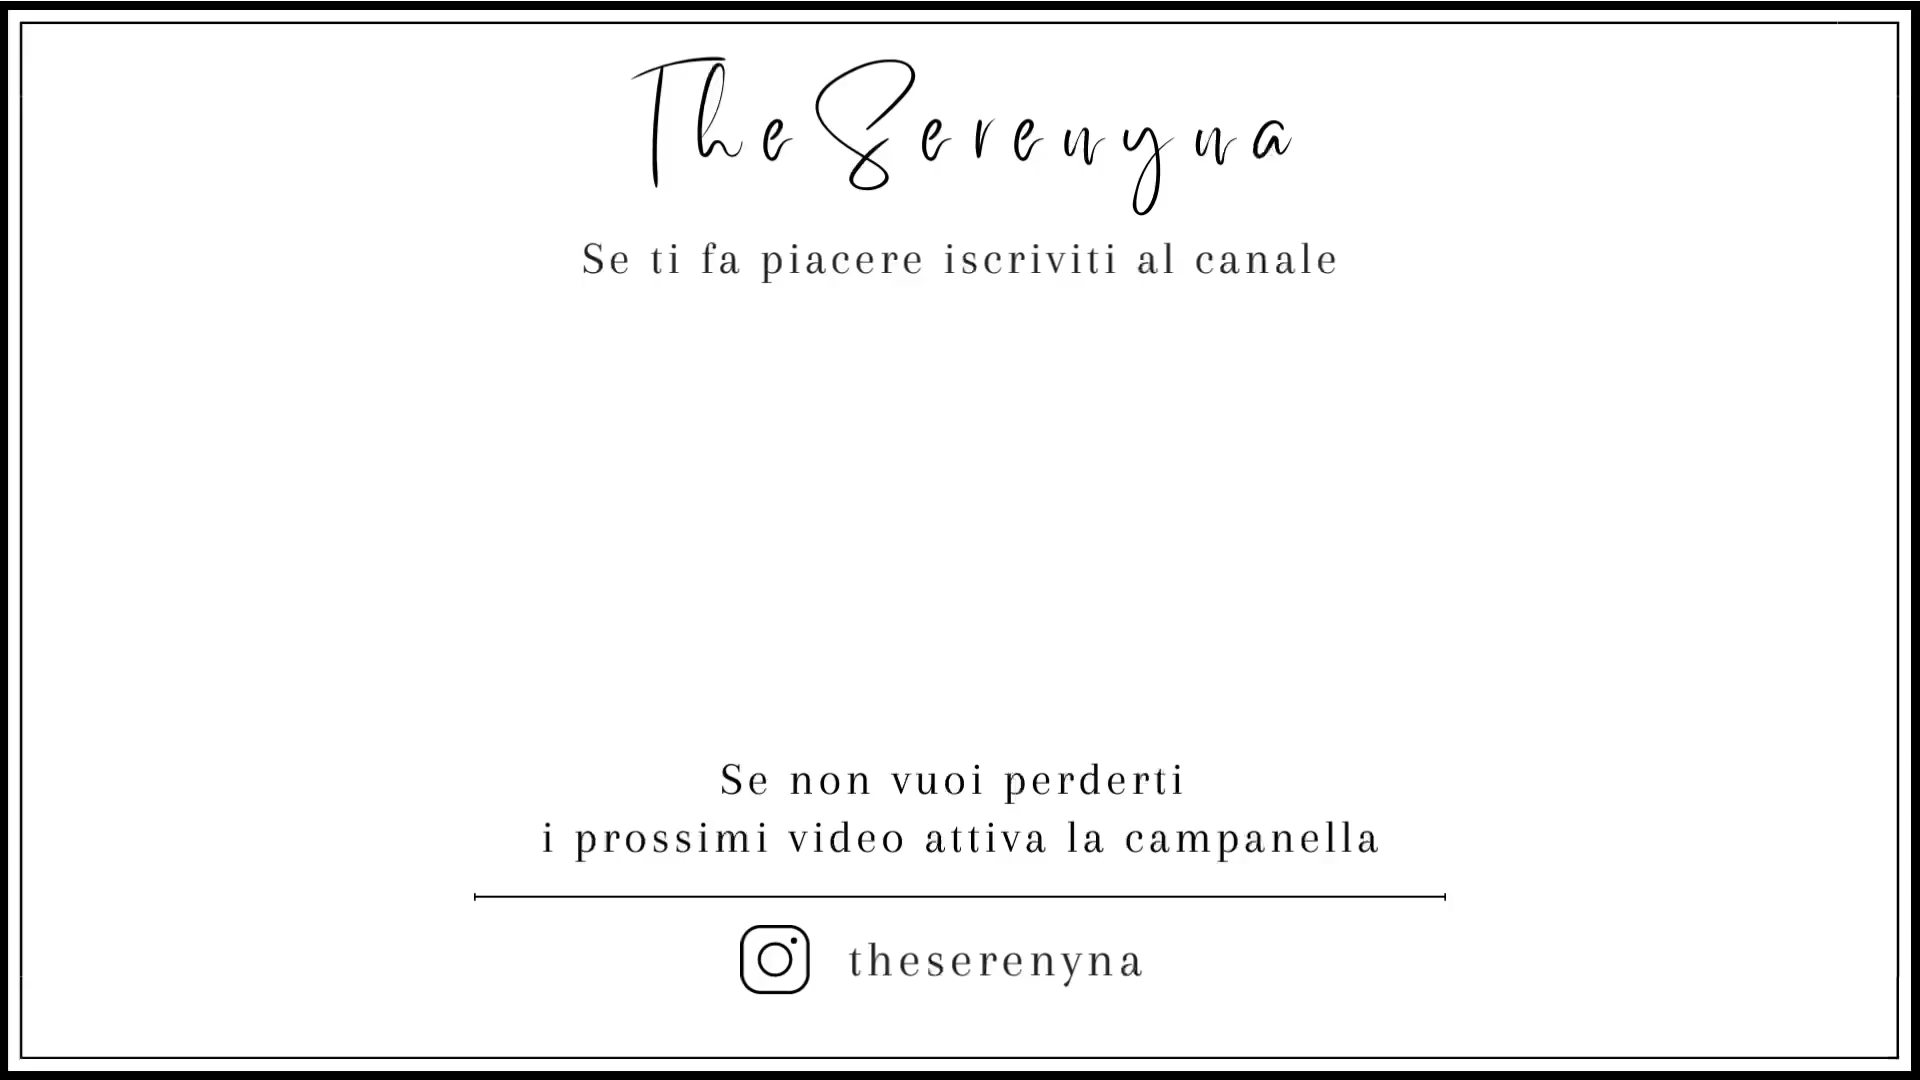 TheSerenyna
Se ti fa piacere iscriviti al canale
Se non vuoi perderti
i prossimi video attiva la campanella
theserenyna